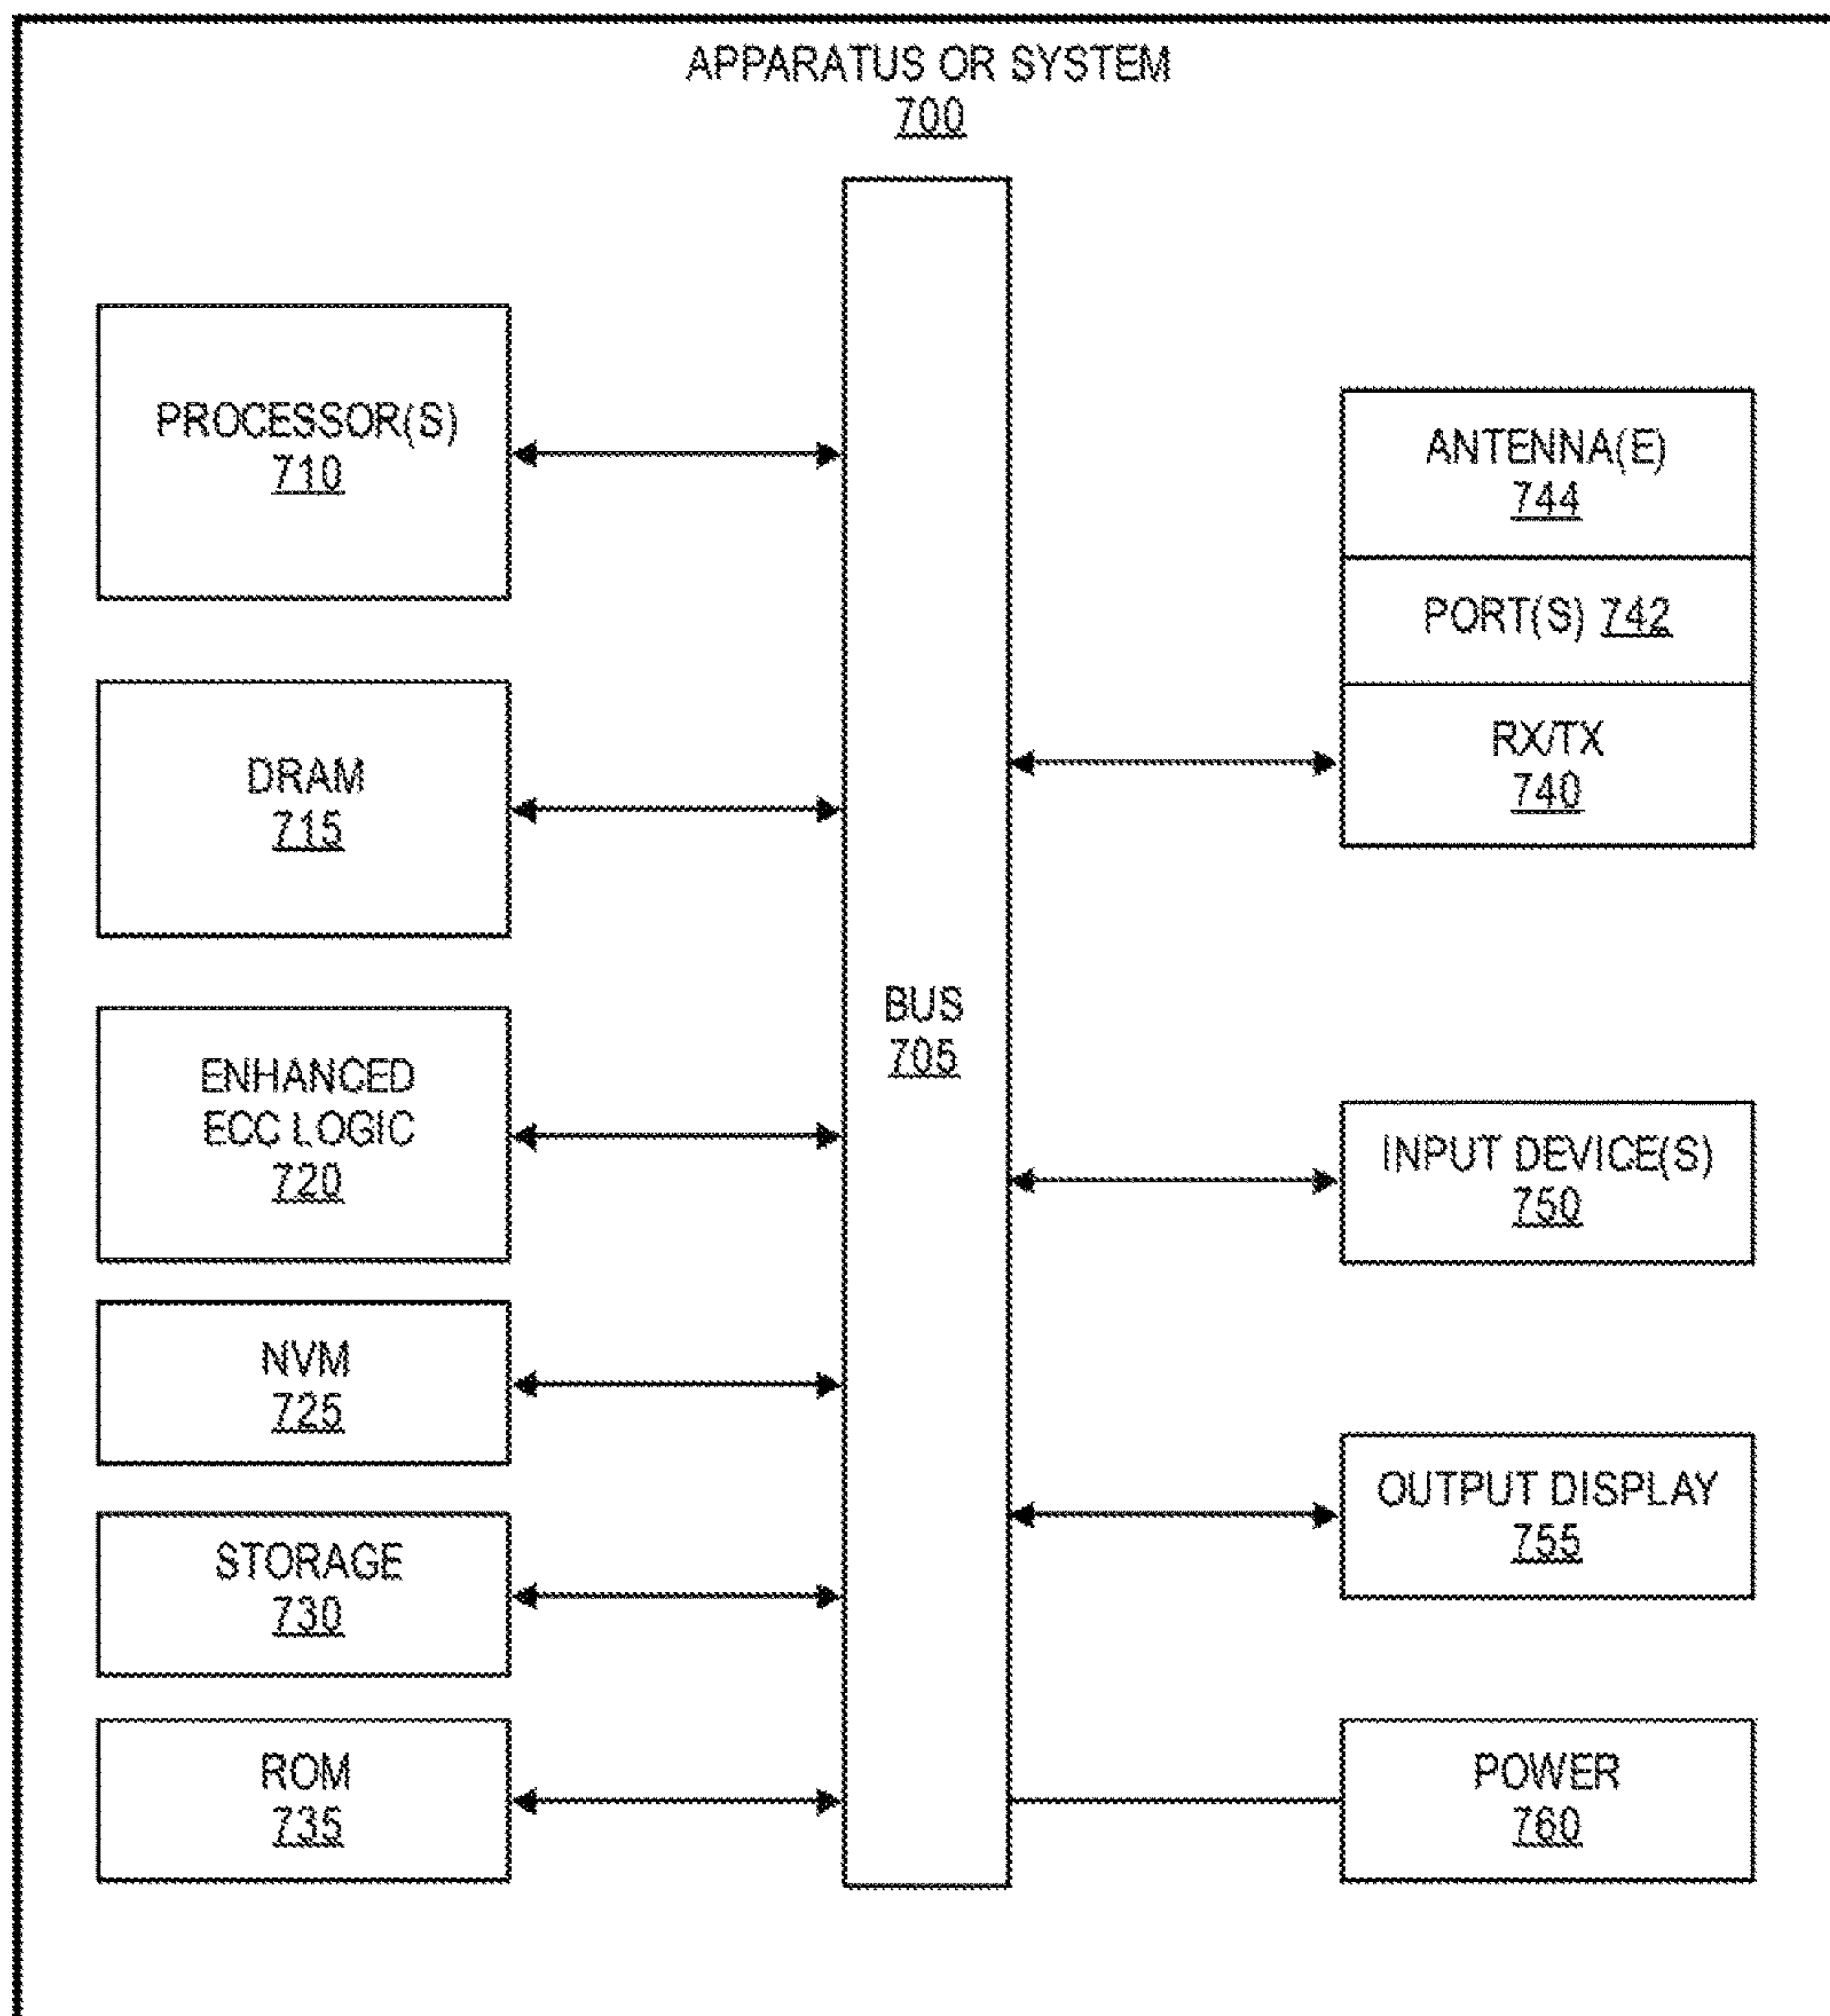 APPARATUS OR SYSTEM
700
PROCESSOR(S)
710
DRAM
715
ENHANCED
ECC LOGIC
720
NVM
725
STORAGE
730
ROM
735
BUS
705
ANTENNA(E)
744
PORT(S) 742
RX/TX
740
INPUT DEVICE(S)
750
OUTPUT DISPLAY
755
POWER
760